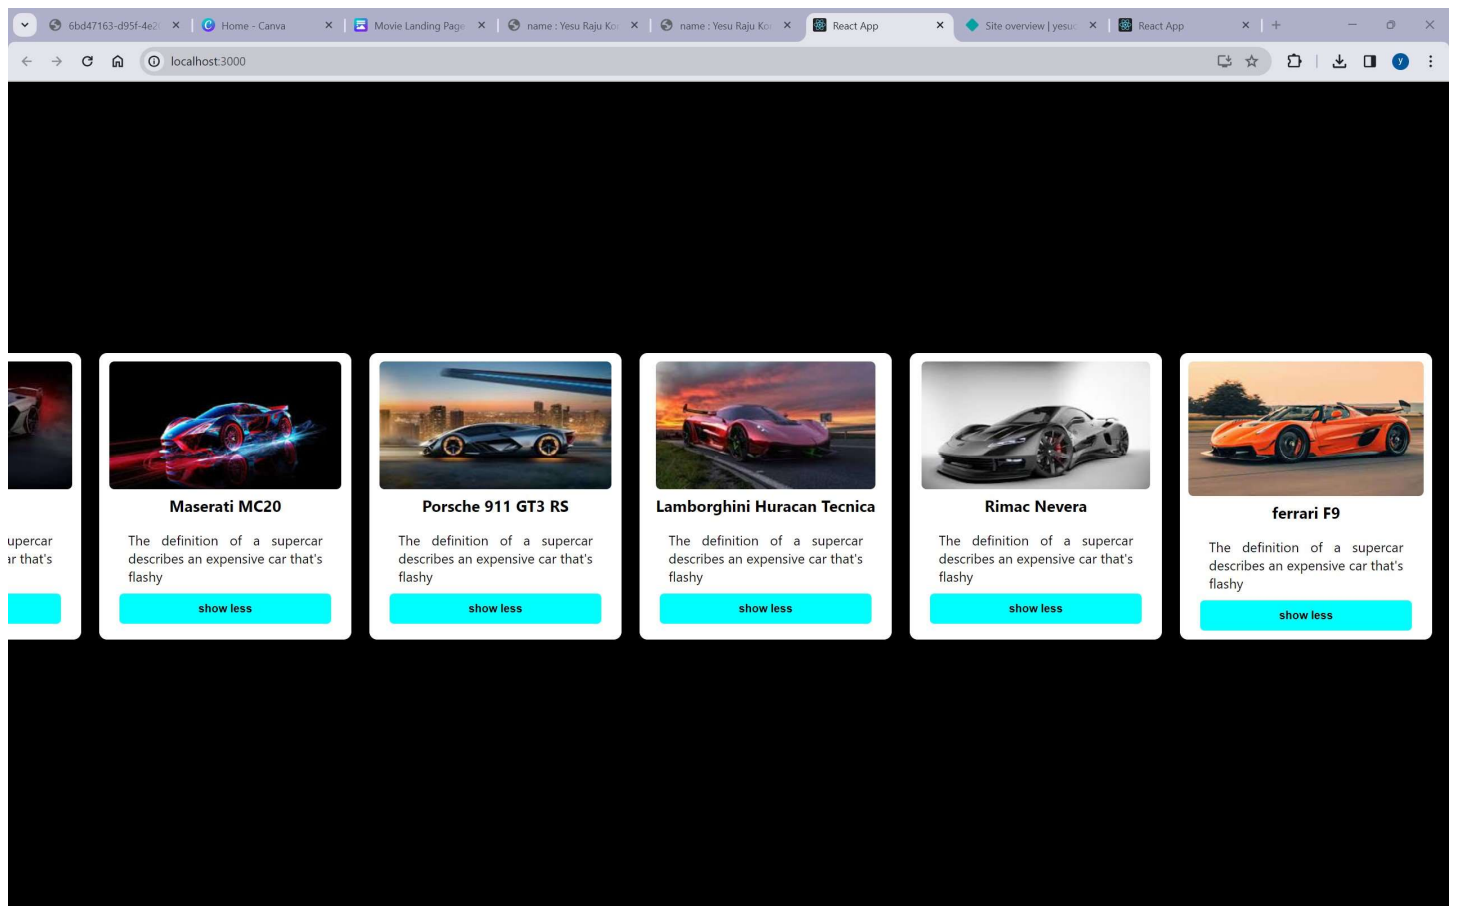 6bd47163-d95f-4e2
Home - Canva
Movie Landing Page
name : Yesu Raju Ko
name : Yesu Raju Ko
React App
Site overview | yesu
React App
localhost:3000
y
Maserati MC20
Porsche 911 GT3 RS
Lamborghini Huracan Tecnica
Rimac Nevera
ferrari F9
upercar
ar that's
The definition of a supercar
describes an expensive car that's
flashy
The definition of a supercar
describes an expensive car that's
flashy
The definition of a supercar
describes an expensive car that's
flashy
The definition of a supercar
describes an expensive car that's
flashy
The definition of a supercar
describes an expensive car that's
flashy
show less
show less
show less
show less
show less